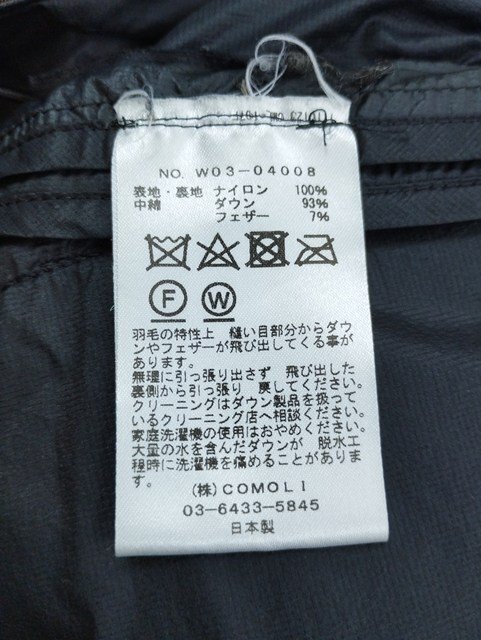 NO. W03-04008
表地・裏地 ナイロン 100%
中綿 ダウン 93%
フェザー 7%
F W
羽毛の特性上 縫い目部分からダウ
ンやフェザーが飛び出してくる事が
あります。
無理に引っ張り出さず 飛び出した
裏側から引っ張り 戻してください。
クリーニングはダウン製品を扱って
いるクリーニング店へ相談ください。
家庭洗濯機の使用はおやめください。
大量の水を含んだダウンが 脱水工
程時に洗濯機を痛めることがありま
す。
(株)COMOLI
03-6433-5845
日本製